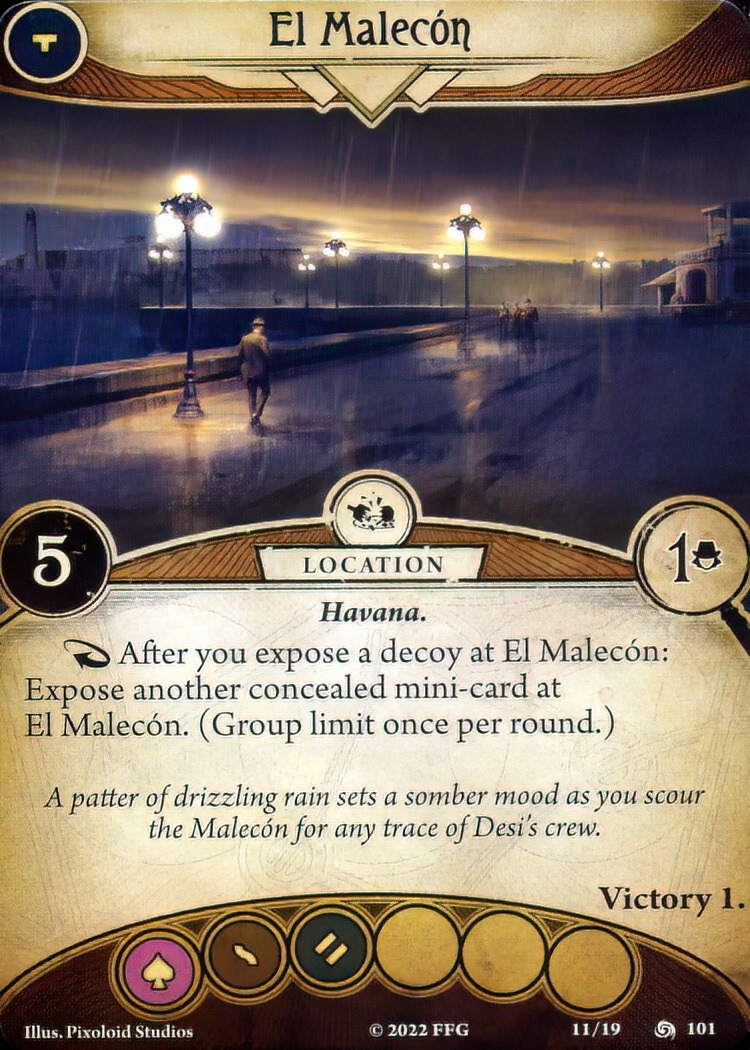 El Malecón
5
LOCATION
1
Havana.
After you expose a decoy at El Malecón:
Expose another concealed mini-card at
El Malecón. (Group limit once per round.)
A patter of drizzling rain sets a somber mood as you scour
the Malecón for any trace of Desi's crew.
Victory 1.
Illus. Pixoloid Studios © 2022 FFG 11/19 101